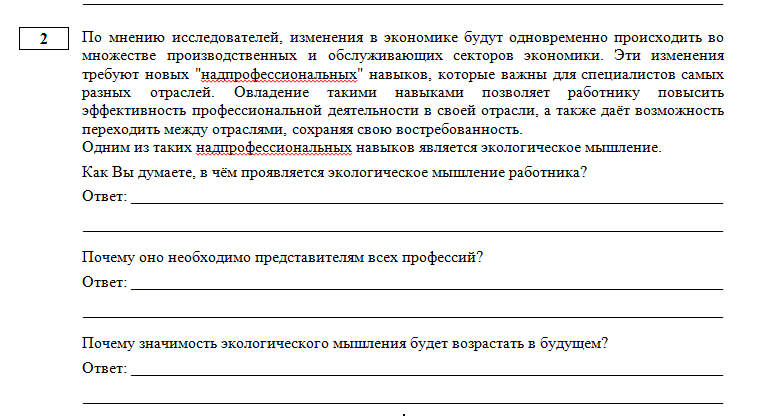 2
По мнению исследователей, изменения в экономике будут одновременно происходить во
множестве производственных и обслуживающих секторов экономики. Эти изменения
требуют новых "надпрофессиональных" навыков, которые важны для специалистов самых
разных отраслей. Овладение такими навыками позволяет работнику повысить
эффективность профессиональной деятельности в своей отрасли, а также даёт возможность
переходить между отраслями, сохраняя свою востребованность.
Одним из таких надпрофессиональных навыков является экологическое мышление.
Как Вы думаете, в чём проявляется экологическое мышление работника?
Ответ:
Почему оно необходимо представителям всех профессий?
Ответ:
Почему значимость экологического мышления будет возрастать в будущем?
Ответ: